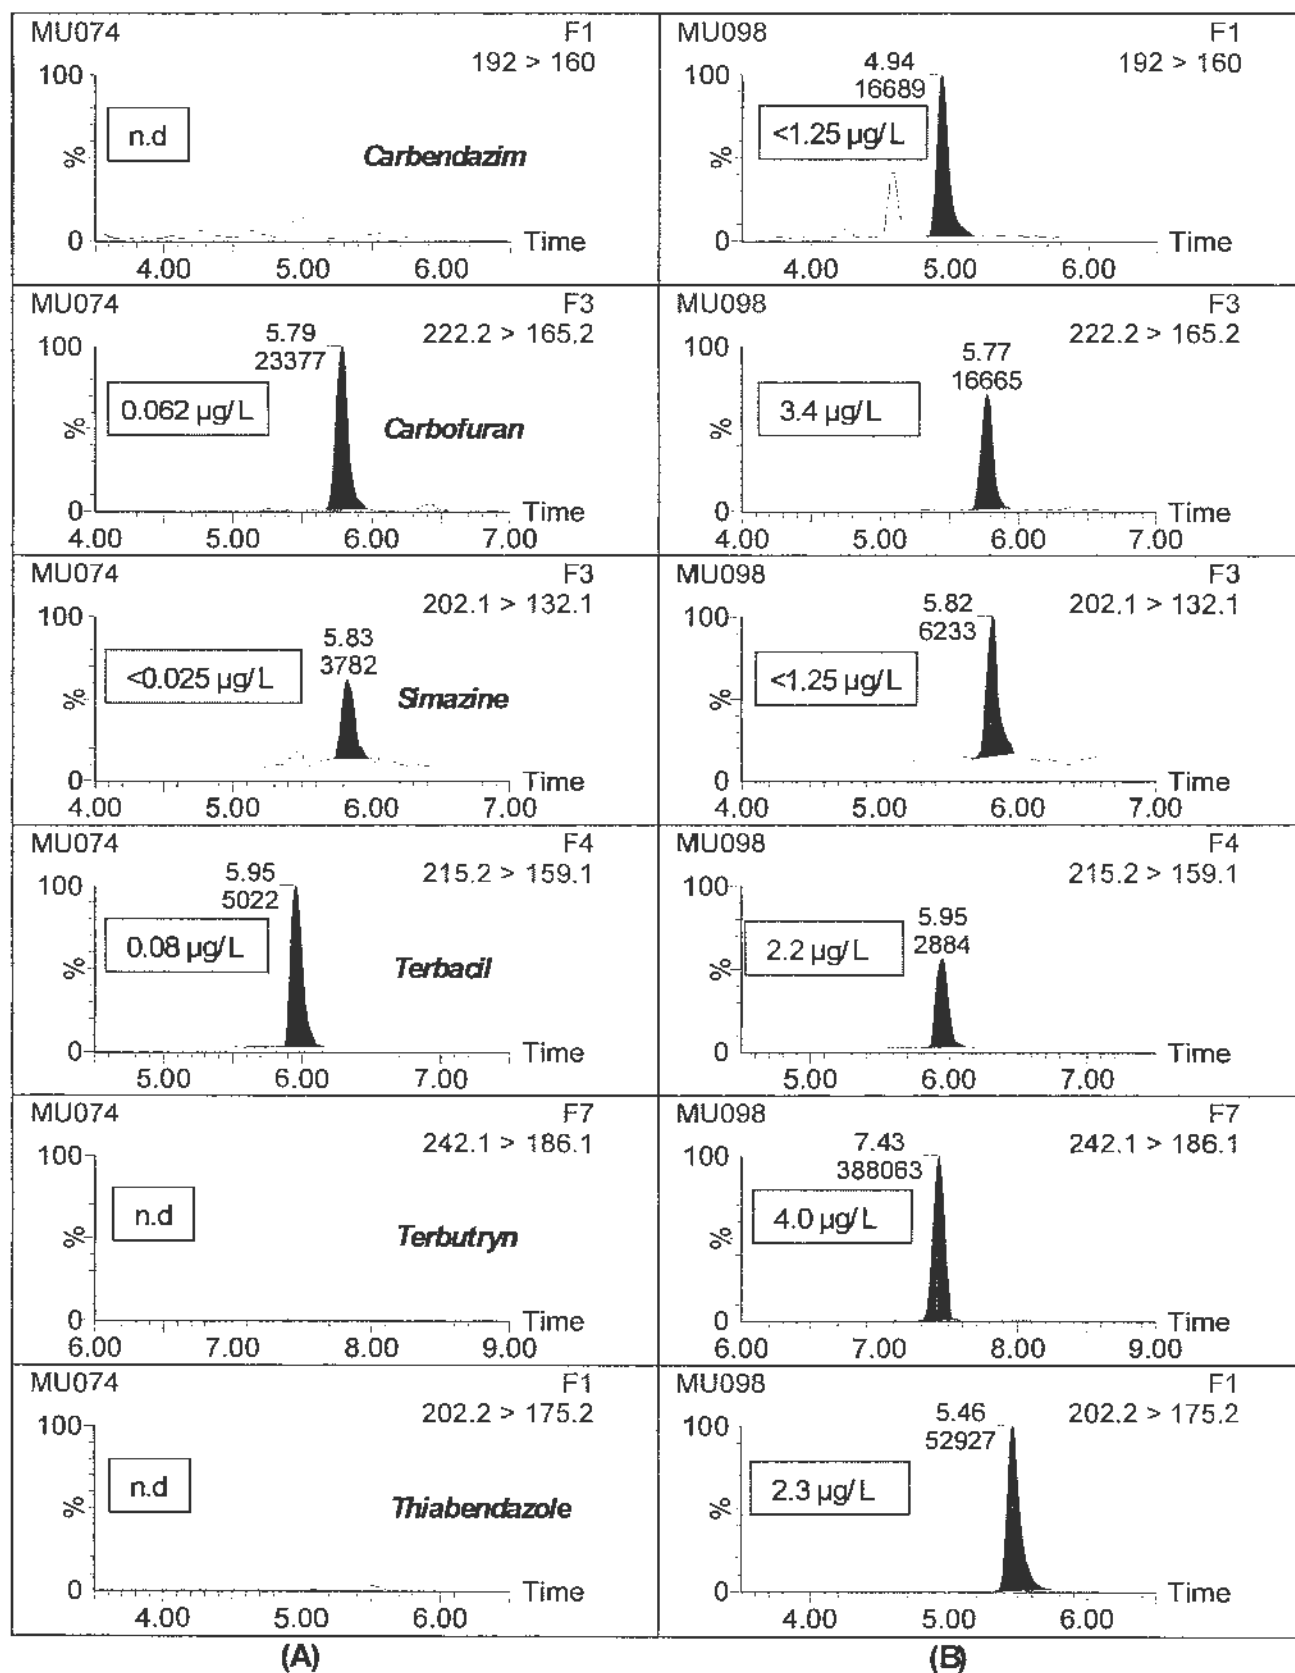 MU074 F1
192 > 160
100
n.d
%
Carbendazim
0 Time
4.00 5.00 6.00
MU098 F1
4.94 192 > 160
16689
100
<1.25 µg/L
%
0 Time
4.00 5.00 6.00
MU074 F3
5.79 222.2 > 165.2
23377
100
0.062 µg/L
%
Carbofuran
0 Time
4.00 5.00 6.00 7.00
MU098 F3
222.2 > 165.2
100
5.77
16665
3.4 µg/L
%
0 Time
4.00 5.00 6.00 7.00
MU074 F3
202.1 > 132.1
100
5.83
3782
<0.025 µg/L
%
Simazine
0 Time
4.00 5.00 6.00 7.00
MU098 F3
5.82 202.1 > 132.1
6233
100
<1.25 µg/L
%
0 Time
4.00 5.00 6.00 7.00
MU074 F4
5.95 215.2 > 159.1
5022
100
0.08 µg/L
%
Terbacil
0 Time
5.00 6.00 7.00
MU098 F4
215.2 > 159.1
100
5.95
2884
2.2 µg/L
%
0 Time
5.00 6.00 7.00
MU074 F7
242.1 > 186.1
100
n.d
%
Terbutryn
0 Time
6.00 7.00 8.00 9.00
MU098 F7
7.43 242.1 > 186.1
388063
100
4.0 µg/L
%
0 Time
6.00 7.00 8.00 9.00
MU074 F1
202.2 > 175.2
100
n.d
%
Thiabendazole
0 Time
4.00 5.00 6.00
MU098 F1
5.46 202.2 > 175.2
52927
100
2.3 µg/L
%
0 Time
4.00 5.00 6.00
(A) (B)